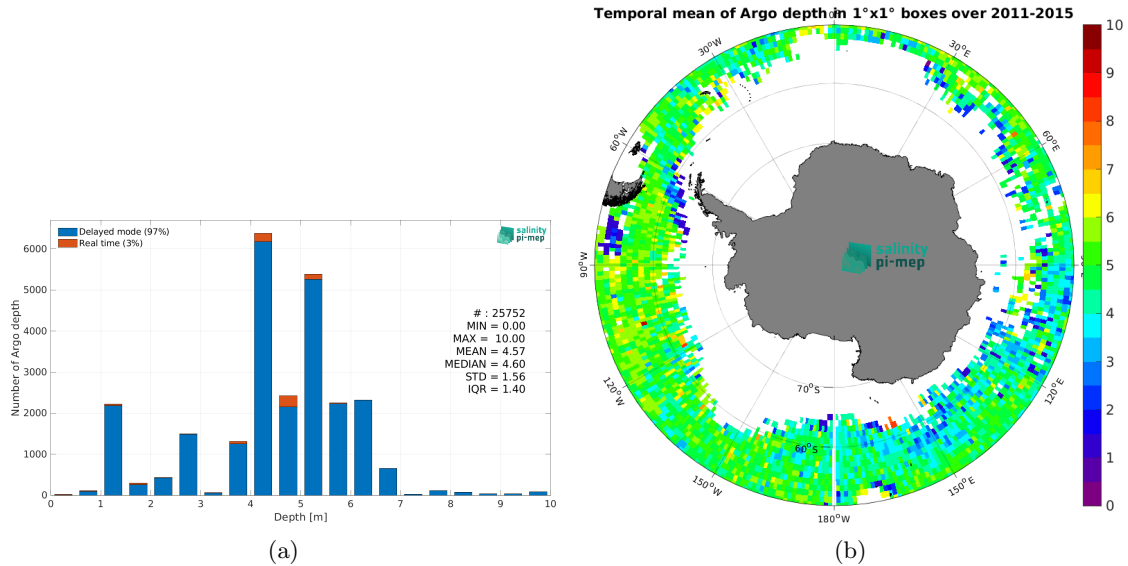 Delayed mode (97%)
Real time (3%)
salinity
pi-mep
# : 25752
MIN = 0.00
MAX = 10.00
MEAN = 4.57
MEDIAN = 4.60
STD = 1.56
IQR = 1.40
Number of Argo depth
6000
5000
4000
3000
2000
1000
0
0 1 2 3 4 5 6 7 8 9 10
Depth [m]
(a)
Temporal mean of Argo depth in 1°x1° boxes over 2011-2015
30°W
30°E
60°W
60°E
90°W
120°W
120°E
150°W
150°E
180°W
70°S
60°S
salinity
pi-mep
10
9
8
7
6
5
4
3
2
1
0
(b)